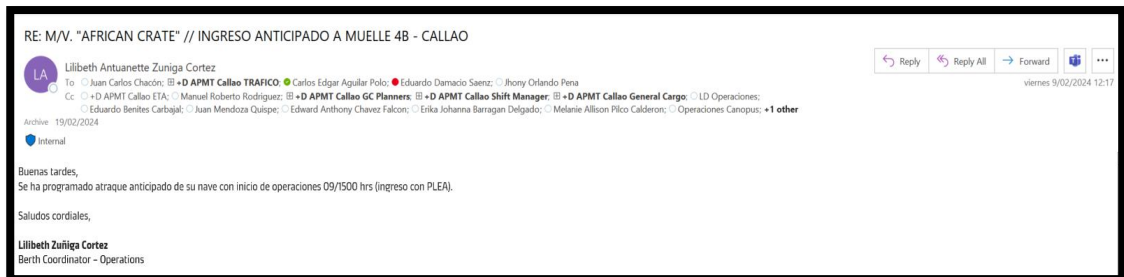 RE: M/V. "AFRICAN CRATE" // INGRESO ANTICIPADO A MUELLE 4B - CALLAO
LA
Lilibeth Antuanette Zuniga Cortez
To Juan Carlos Chacón; +D APMT Callao TRAFICO; Carlos Edgar Aguilar Polo; Eduardo Damacio Saenz; Jhony Orlando Pena
Cc +D APMT Callao ETA; Manuel Roberto Rodriguez; +D APMT Callao GC Planners; +D APMT Callao Shift Manager; +D APMT Callao General Cargo; LD Operaciones;
Eduardo Benites Carbajal; Juan Mendoza Quispe; Edward Anthony Chavez Falcon; Erika Johanna Barragan Delgado; Melanie Allison Pilco Calderon; Operaciones Canopus; +1 other
Reply Reply All Forward ...
viernes 9/02/2024 12:17
Archive 19/02/2024
Internal
Buenas tardes,
Se ha programado atraque anticipado de su nave con inicio de operaciones 09/1500 hrs (ingreso con PLEA).
Saludos cordiales,
Lilibeth Zuñiga Cortez
Berth Coordinator – Operations